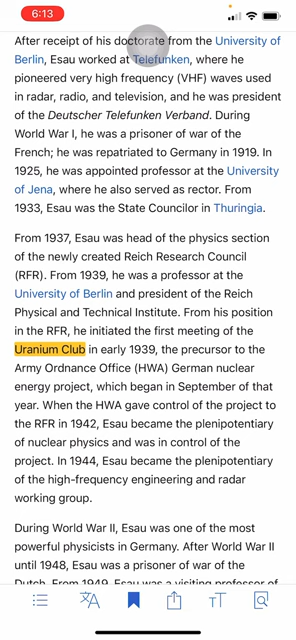 6:13
After receipt of his doctorate from the University of
Berlin, Esau worked at Telefunken, where he
pioneered very high frequency (VHF) waves used
in radar, radio, and television, and he was president
of the Deutscher Telefunken Verband. During
World War I, he was a prisoner of war of the
French; he was repatriated to Germany in 1919. In
1925, he was appointed professor at the University
of Jena, where he also served as rector. From
1933, Esau was the State Councilor in Thuringia.
From 1937, Esau was head of the physics section
of the newly created Reich Research Council
(RFR). From 1939, he was a professor at the
University of Berlin and president of the Reich
Physical and Technical Institute. From his position
in the RFR, he initiated the first meeting of the
Uranium Club in early 1939, the precursor to the
Army Ordnance Office (HWA) German nuclear
energy project, which began in September of that
year. When the HWA gave control of the project to
the RFR in 1942, Esau became the plenipotentiary
of nuclear physics and was in control of the
project. In 1944, Esau became the plenipotentiary
of the high-frequency engineering and radar
working group.
During World War II, Esau was one of the most
powerful physicists in Germany. After World War II
until 1948, Esau was a prisoner of war of the
Dutch. From 1949, Esau was a visiting professor of